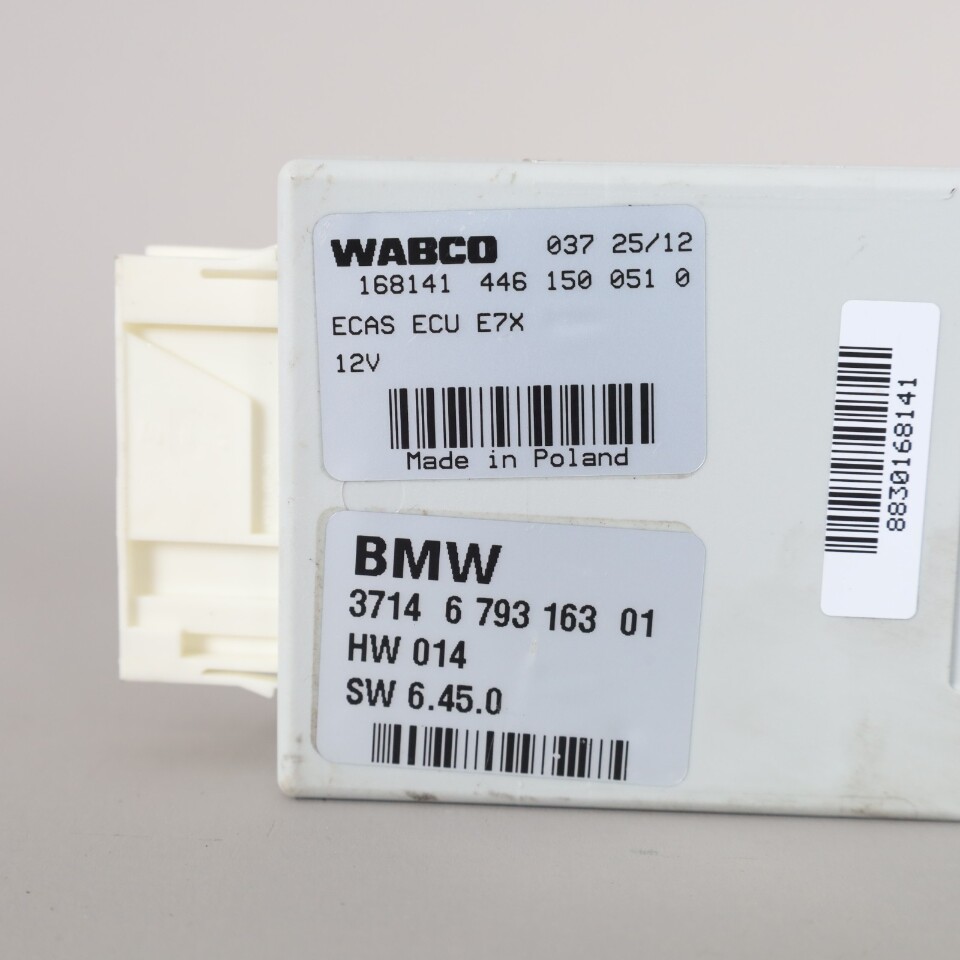 WABCO 037 25/12
168141 446 150 051 0
ECAS ECU E7X
12V
Made in Poland
BMW
3714 6 793 163 01
HW 014
SW 6.45.0
8830168141